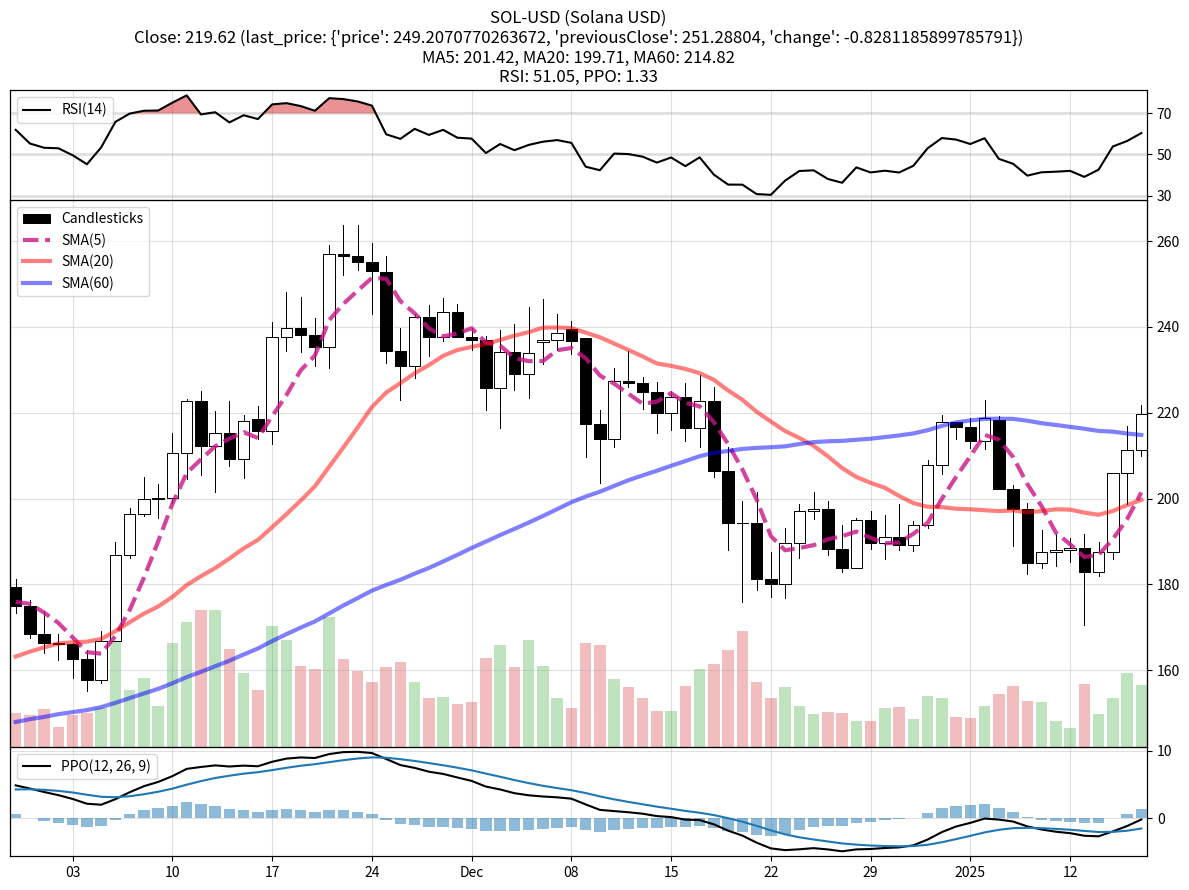 SOL-USD (Solana USD)
Close: 219.62 (last_price: {'price': 249.2070770263672, 'previousClose': 251.28804, 'change': -0.8281185899785791})
MA5: 201.42, MA20: 199.71, MA60: 214.82
RSI: 51.05, PPO: 1.33
RSI(14)
70
50
30
Candlesticks
SMA(5)
SMA(20)
SMA(60)
260
240
220
200
180
160
PPO(12, 26, 9)
10
0
03 10 17 24 Dec 08 15 22 29 2025 12